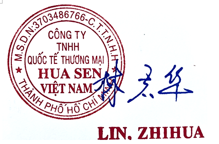 M.S.D.N:3703486766-C.T.T.N.H.H
CÔNG TY
TNHH
QUỐC TẾ THƯƠNG MẠI
HUA SEN
VIỆT NAM
THÀNH PHỐ HỒ CHÍ MINH
LIN, ZHIHUA